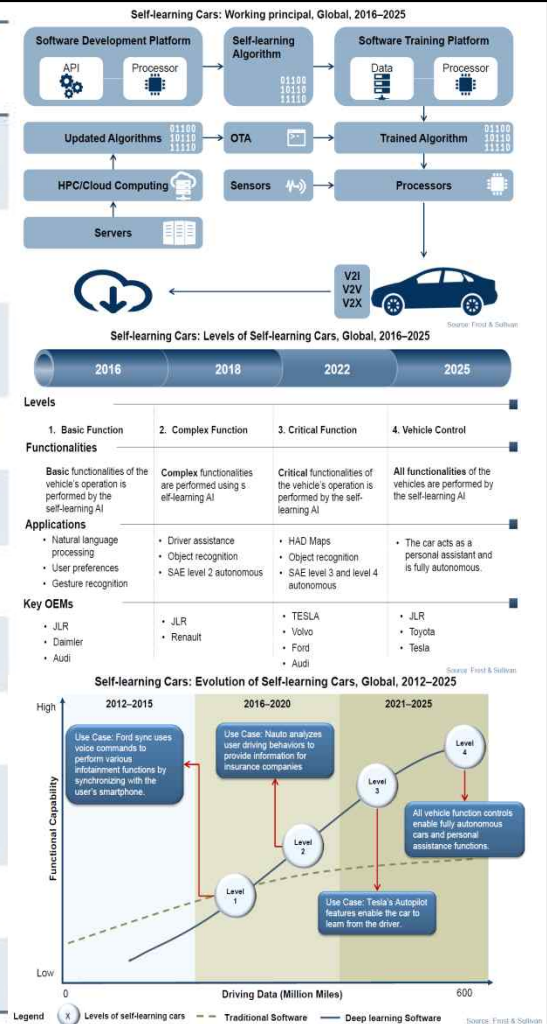 Self-learning Cars: Working principal, Global, 2016–2025
Software Development Platform
API
Processor
Self-learning
Algorithm
01100
10110
11110
Software Training Platform
Data
Processor
Updated Algorithms
01100
10110
11110
OTA
Trained Algorithm
01100
10110
11110
HPC/Cloud Computing
Sensors
Processors
Servers
V2I
V2V
V2X
Source: Frost & Sullivan
Self-learning Cars: Levels of Self-learning Cars, Global, 2016–2025
2016
2018
2022
2025
Levels
1. Basic Function
2. Complex Function
3. Critical Function
4. Vehicle Control
Functionalities
Basic functionalities of the
vehicle's operation is
performed by the
self-learning AI
Complex functionalities
are performed using s
elf-learning AI
Critical functionalities of
the vehicle's operation is
performed by the self-
learning AI
All functionalities of the
vehicles are performed by
the self-learning AI
Applications
• Natural language
processing
• User preferences
• Gesture recognition
• Driver assistance
• Object recognition
• SAE level 2 autonomous
• HAD Maps
• Object recognition
• SAE level 3 and level 4
autonomous
• The car acts as a
personal assistant and
is fully autonomous.
Key OEMs
• JLR
• Daimler
• Audi
• JLR
• Renault
• TESLA
• Volvo
• Ford
• Audi
• JLR
• Toyota
• Tesla
Source: Frost & Sullivan
Self-learning Cars: Evolution of Self-learning Cars, Global, 2012–2025
High
2012–2015
2016–2020
2021–2025
Use Case: Ford sync uses
voice commands to
perform various
infotainment functions by
synchronizing with the
user's smartphone.
Use Case: Nauto analyzes
user driving behaviors to
provide information for
insurance companies
Level
4
Level
3
All vehicle function controls
enable fully autonomous
cars and personal
assistance functions.
Level
2
Level
1
Use Case: Tesla's Autopilot
features enable the car to
learn from the driver.
Functional Capability
Low
0
Driving Data (Million Miles)
600
Legend
X
Levels of self-learning cars
Traditional Software
Deep learning Software
Source: Frost & Sullivan